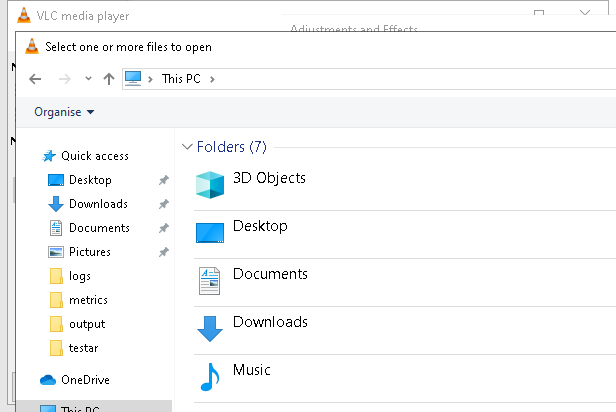 VLC media player
Adjustments and Effects
Select one or more files to open
This PC
Organise
Quick access
Desktop
Downloads
Documents
Pictures
logs
metrics
output
testar
OneDrive
This PC
Folders (7)
3D Objects
Desktop
Documents
Downloads
Music